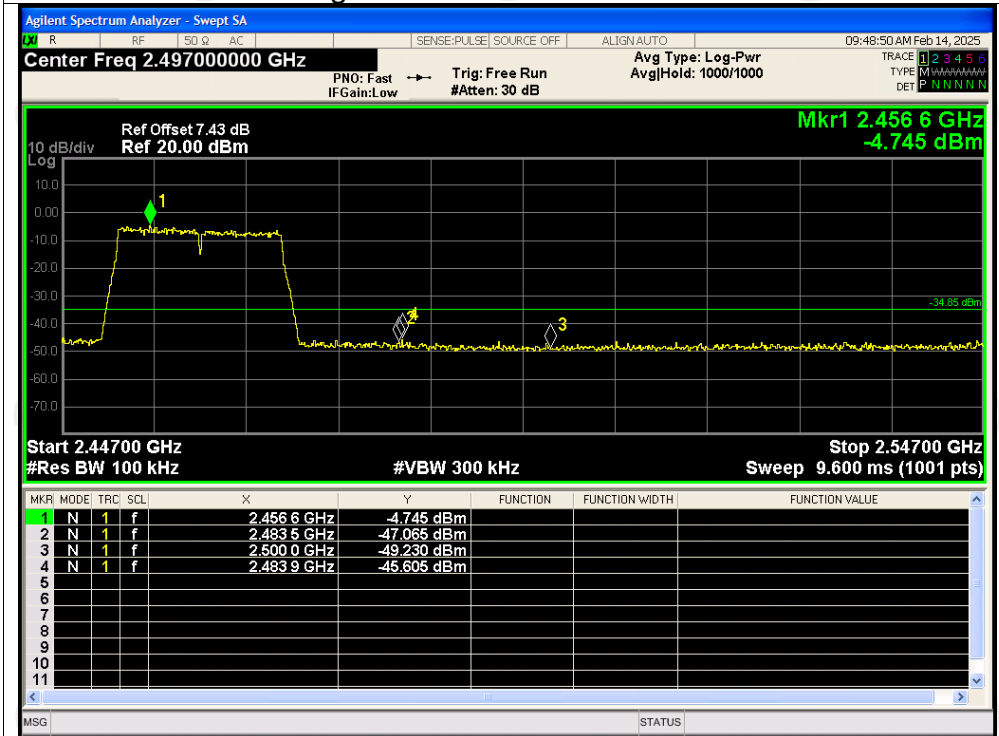 Agilent Spectrum Analyzer - Swept SA
LXI R RF 50 Ω AC SENSE:PULSE SOURCE OFF ALIGN AUTO 09:48:50 AM Feb 14, 2025
Center Freq 2.497000000 GHz
PNO: Fast
IFGain:Low
Trig: Free Run
#Atten: 30 dB
Avg Type: Log-Pwr
Avg|Hold: 1000/1000
TRACE 1 2 3 4 5 6
TYPE M WWWWW
DET P N N N N N
Ref Offset 7.43 dB
10 dB/div Ref 20.00 dBm
Log
Mkr1 2.456 6 GHz
-4.745 dBm
10.0
0.00
-10.0
-20.0
-30.0
-40.0
-50.0
-60.0
-70.0
1
2 4
3
-34.85 dBm
Start 2.44700 GHz Stop 2.54700 GHz
#Res BW 100 kHz #VBW 300 kHz Sweep 9.600 ms (1001 pts)
MKR MODE TRC SCL X Y FUNCTION FUNCTION WIDTH FUNCTION VALUE
1 N 1 f 2.456 6 GHz -4.745 dBm
2 N 1 f 2.483 5 GHz -47.065 dBm
3 N 1 f 2.500 0 GHz -49.230 dBm
4 N 1 f 2.483 9 GHz -45.605 dBm
5
6
7
8
9
10
11
MSG STATUS